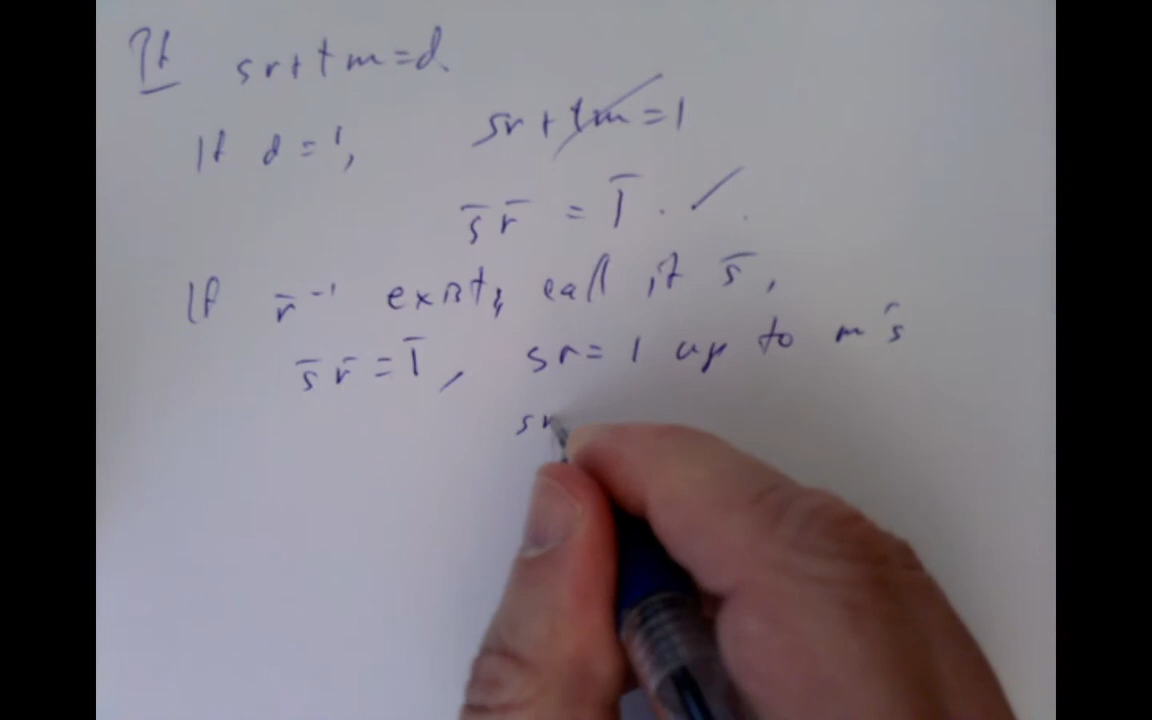 Pf sr+tm=d.
If d=1, sr+tm=1
s̄ r̄ = 1̄ . ✓
If r̄⁻¹ exists, call it s̄,
s̄ r̄ = 1̄, sr=1 up to m's
sr